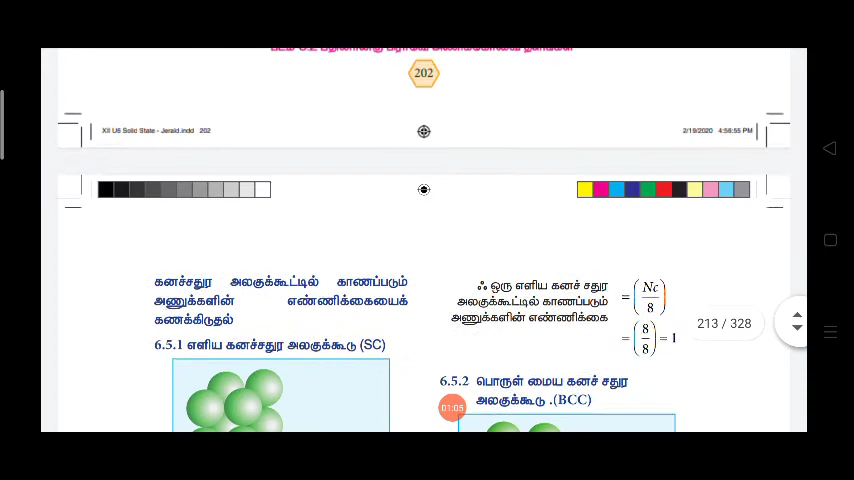 202
XII U6 Solid State - Jerald.indd 202
2/19/2020 4:56:55 PM
கனச்சதுர அலகுக்கூட்டில் காணப்படும்
அணுக்களின் எண்ணிக்கையைக்
கணக்கிடுதல்
6.5.1 எளிய கனச்சதுர அலகுக்கூடு (SC)
ஃ ஒரு எளிய கனச் சதுர
அலகுக்கூட்டில் காணப்படும்
அணுக்களின் எண்ணிக்கை
= (Nc/8)
= (8/8) = 1
6.5.2 பொருள் மைய கனச் சதுர
அலகுக்கூடு .(BCC)
213 / 328
01:05